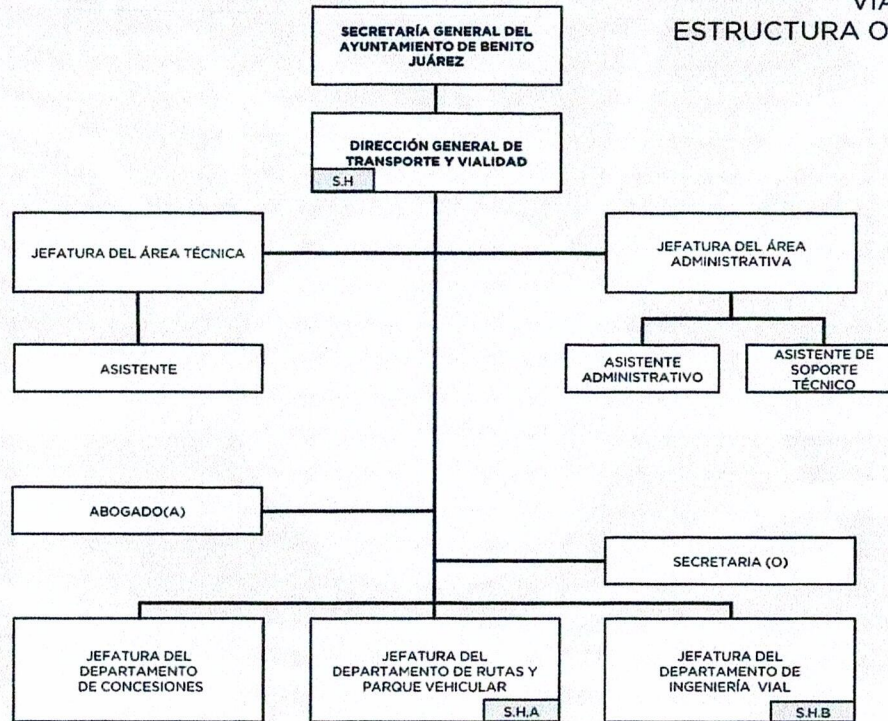 VIA
ESTRUCTURA O
SECRETARÍA GENERAL DEL
AYUNTAMIENTO DE BENITO
JUÁREZ
DIRECCIÓN GENERAL DE
TRANSPORTE Y VIALIDAD
S.H
JEFATURA DEL ÁREA TÉCNICA
JEFATURA DEL ÁREA
ADMINISTRATIVA
ASISTENTE
ASISTENTE
ADMINISTRATIVO
ASISTENTE DE
SOPORTE
TÉCNICO
ABOGADO(A)
SECRETARIA (O)
JEFATURA DEL
DEPARTAMENTO
DE CONCESIONES
JEFATURA DEL
DEPARTAMENTO DE RUTAS Y
PARQUE VEHICULAR
S.H.A
JEFATURA DEL
DEPARTAMENTO DE
INGENIERÍA VIAL
S.H.B